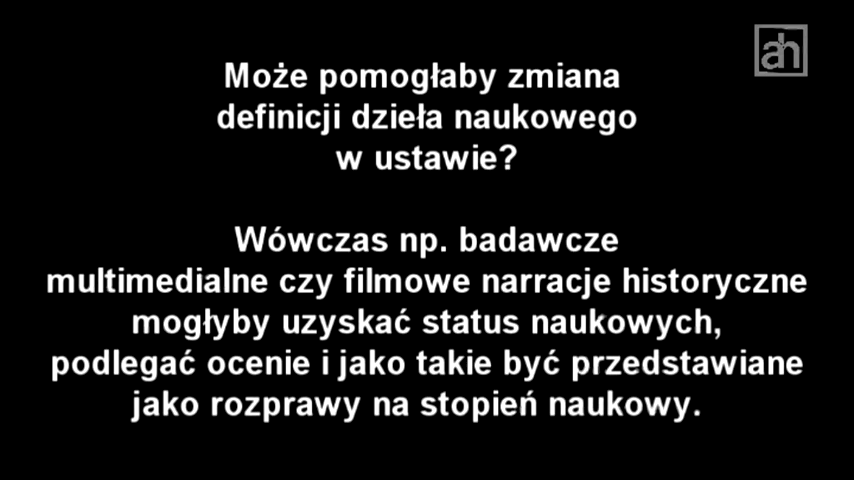 ah
Może pomogłaby zmiana
definicji dzieła naukowego
w ustawie?
Wówczas np. badawcze
multimedialne czy filmowe narracje historyczne
mogłyby uzyskać status naukowych,
podlegać ocenie i jako takie być przedstawiane
jako rozprawy na stopień naukowy.